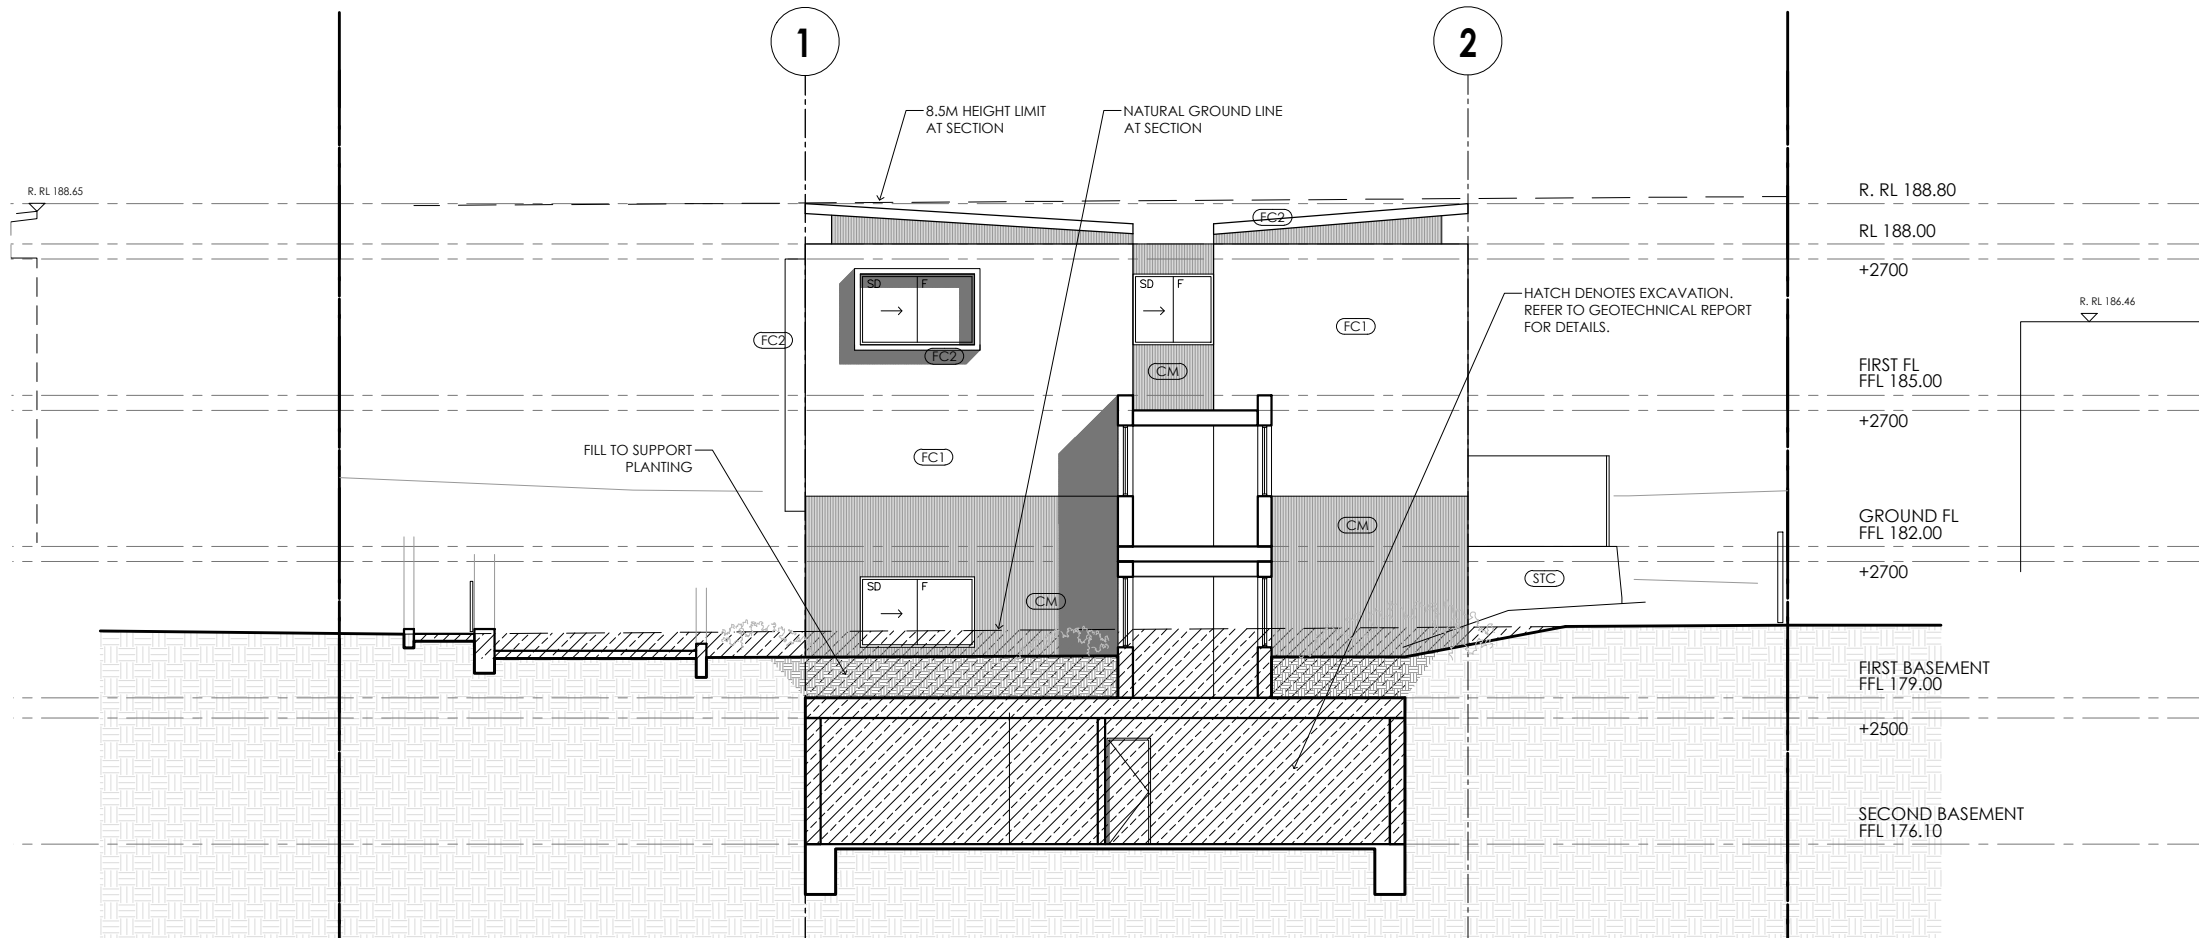 1
2
8.5M HEIGHT LIMIT
AT SECTION
NATURAL GROUND LINE
AT SECTION
R. RL 188.65
R. RL 188.80
FC2
RL 188.00
+2700
SD
F
SD
F
HATCH DENOTES EXCAVATION.
REFER TO GEOTECHNICAL REPORT
FOR DETAILS.
R. RL 186.46
FC2
FC2
FC1
CM
FIRST FL
FFL 185.00
+2700
FILL TO SUPPORT
PLANTING
FC1
CM
GROUND FL
FFL 182.00
+2700
SD
F
CM
STC
FIRST BASEMENT
FFL 179.00
+2500
SECOND BASEMENT
FFL 176.10